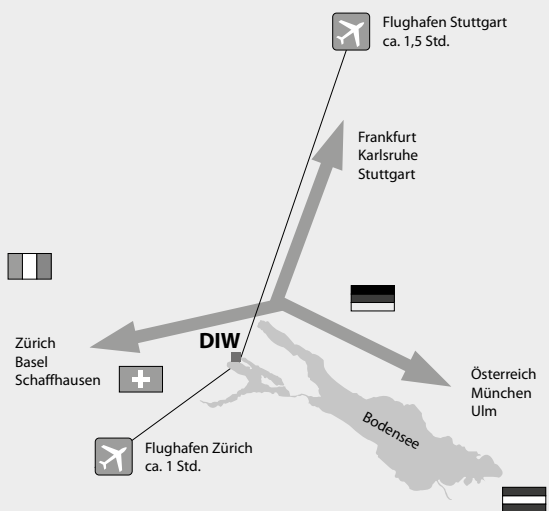 Flughafen Stuttgart
ca. 1,5 Std.
Frankfurt
Karlsruhe
Stuttgart
DIW
Zürich
Basel
Schaffhausen
Österreich
München
Ulm
Bodensee
Flughafen Zürich
ca. 1 Std.